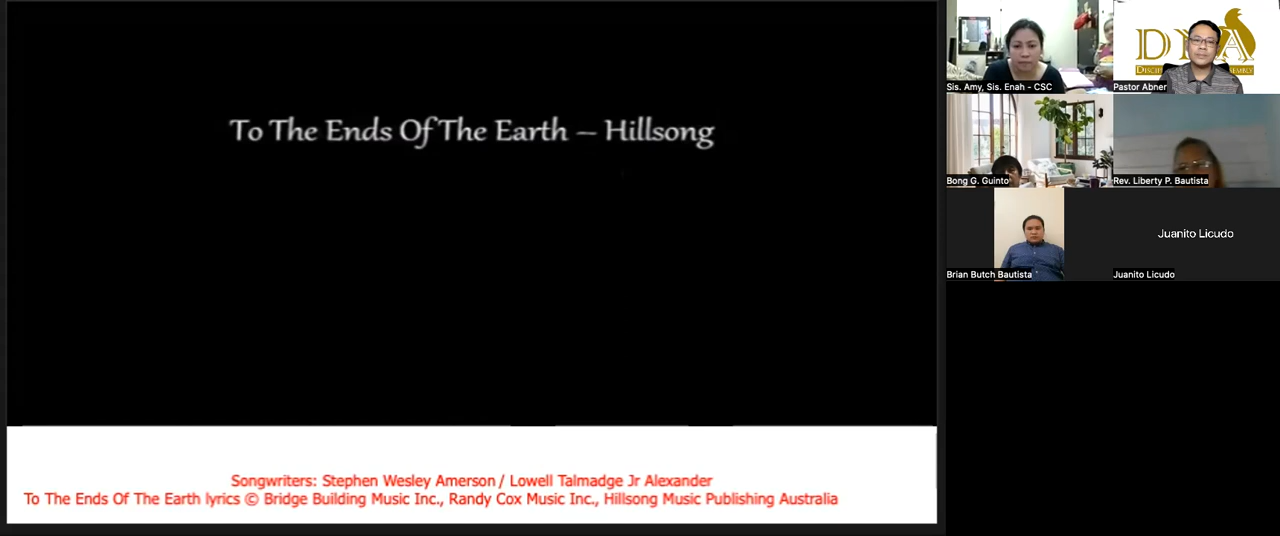 To The Ends Of The Earth – Hillsong
Songwriters: Stephen Wesley Amerson / Lowell Talmadge Jr Alexander
To The Ends Of The Earth lyrics © Bridge Building Music Inc., Randy Cox Music Inc., Hillsong Music Publishing Australia
Sis. Amy, Sis. Enah - CSC
Pastor Abner
Bong G. Guinto
Rev. Liberty P. Bautista
Brian Butch Bautista
Juanito Licudo
Juanito Licudo